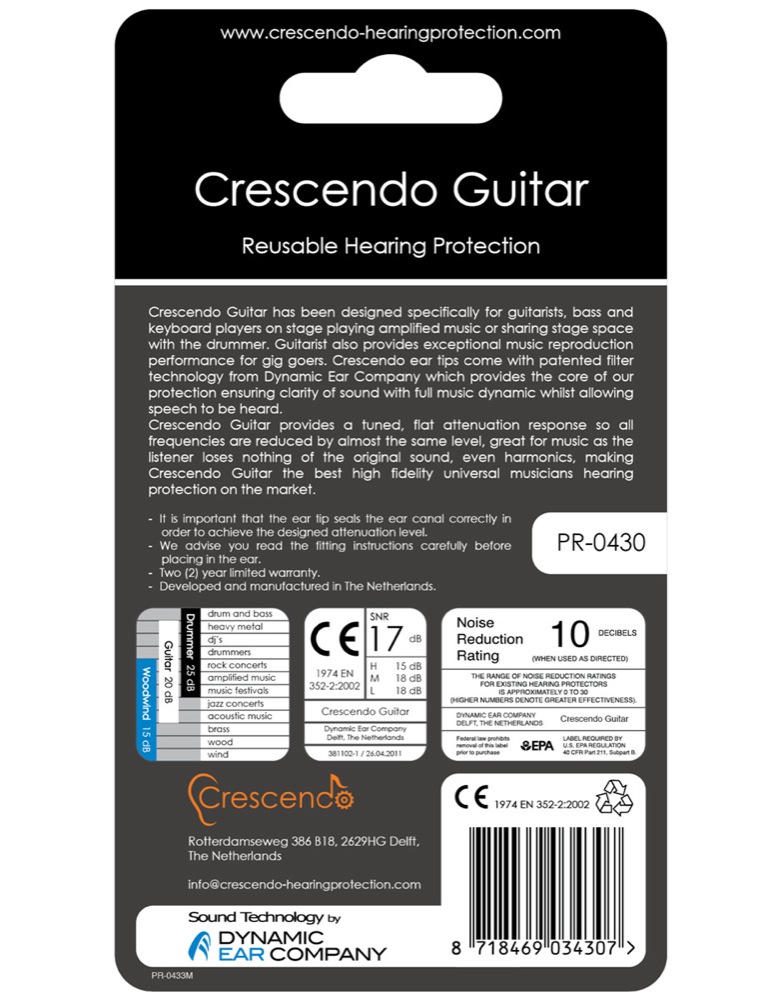 www.crescendo-hearingprotection.com
Crescendo Guitar
Reusable Hearing Protection
Crescendo Guitar has been designed specifically for guitarists, bass and
keyboard players on stage playing amplified music or sharing stage space
with the drummer. Guitarist also provides exceptional music reproduction
performance for gig goers. Crescendo ear tips come with patented filter
technology from Dynamic Ear Company which provides the core of our
protection ensuring clarity of sound with full music dynamic whilst allowing
speech to be heard.
Crescendo Guitar provides a tuned, flat attenuation response so all
frequencies are reduced by almost the same level, great for music as the
listener loses nothing of the original sound, even harmonics, making
Crescendo Guitar the best high fidelity universal musicians hearing
protection on the market.
- It is important that the ear tip seals the ear canal correctly in
order to achieve the designed attenuation level.
- We advise you read the fitting instructions carefully before
placing in the ear.
- Two (2) year limited warranty.
- Developed and manufactured in The Netherlands.
PR-0430
Woodwind 15 dB
Guitar 20 dB
Drummer 25 dB
drum and bass
heavy metal
dj's
drummers
rock concerts
amplified music
music festivals
jazz concerts
acoustic music
brass
wood
wind
CE
1974 EN
352-2:2002
SNR
17 dB
H 15 dB
M 18 dB
L 18 dB
Crescendo Guitar
Dynamic Ear Company
Delft, The Netherlands
381102-1 / 26.04.2011
Noise
Reduction
Rating
10 DECIBELS
(WHEN USED AS DIRECTED)
THE RANGE OF NOISE REDUCTION RATINGS
FOR EXISTING HEARING PROTECTORS
IS APPROXIMATELY 0 TO 30
(HIGHER NUMBERS DENOTE GREATER EFFECTIVENESS).
DYNAMIC EAR COMPANY
DELFT, THE NETHERLANDS
Crescendo Guitar
Federal law prohibits
removal of this label
prior to purchase
EPA
LABEL REQUIRED BY
U.S. EPA REGULATION
40 CFR Part 211, Subpart B.
Crescendo
Rotterdamseweg 386 B18, 2629HG Delft,
The Netherlands
info@crescendo-hearingprotection.com
CE 1974 EN 352-2:2002
8 718469 034307 >
Sound Technology by
DYNAMIC
EAR COMPANY
PR-0433M